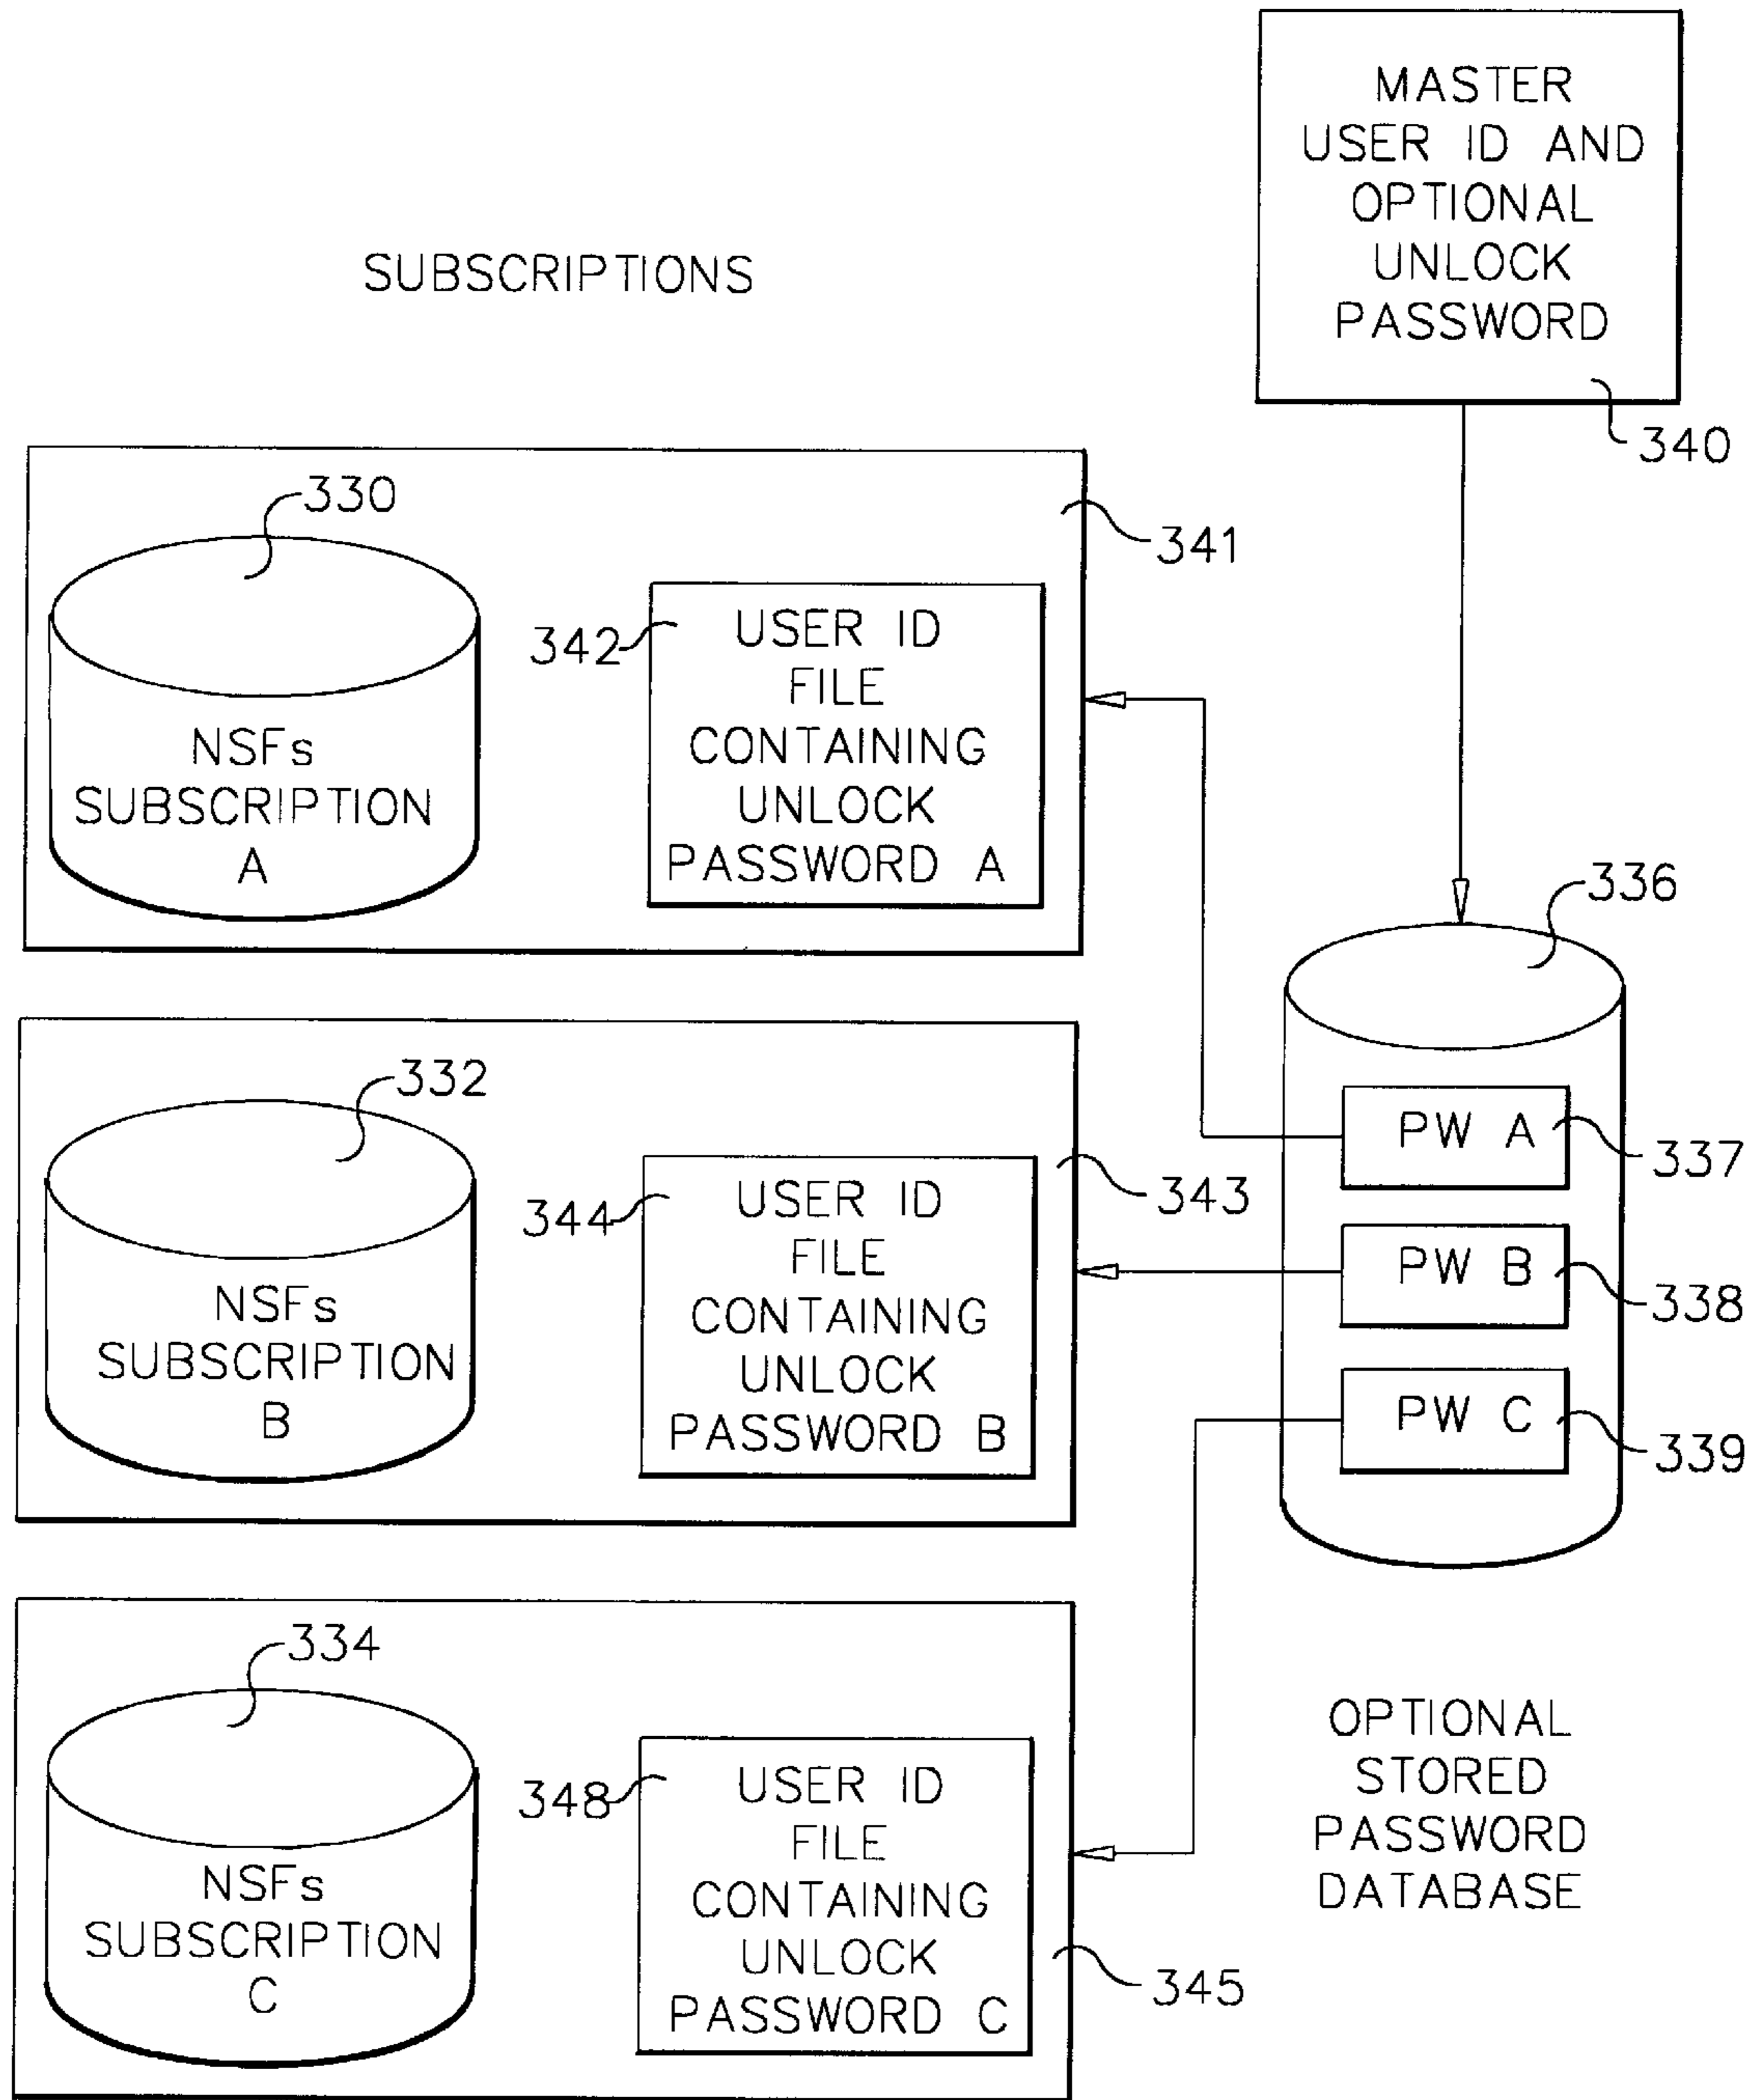 MASTER
USER ID AND
OPTIONAL
UNLOCK
PASSWORD
340
SUBSCRIPTIONS
330
341
342
NSFs
SUBSCRIPTION
A
USER ID
FILE
CONTAINING
UNLOCK
PASSWORD A
336
332
343
344
NSFs
SUBSCRIPTION
B
USER ID
FILE
CONTAINING
UNLOCK
PASSWORD B
PW A
337
PW B
338
PW C
339
334
348
NSFs
SUBSCRIPTION
C
USER ID
FILE
CONTAINING
UNLOCK
PASSWORD C
345
OPTIONAL
STORED
PASSWORD
DATABASE